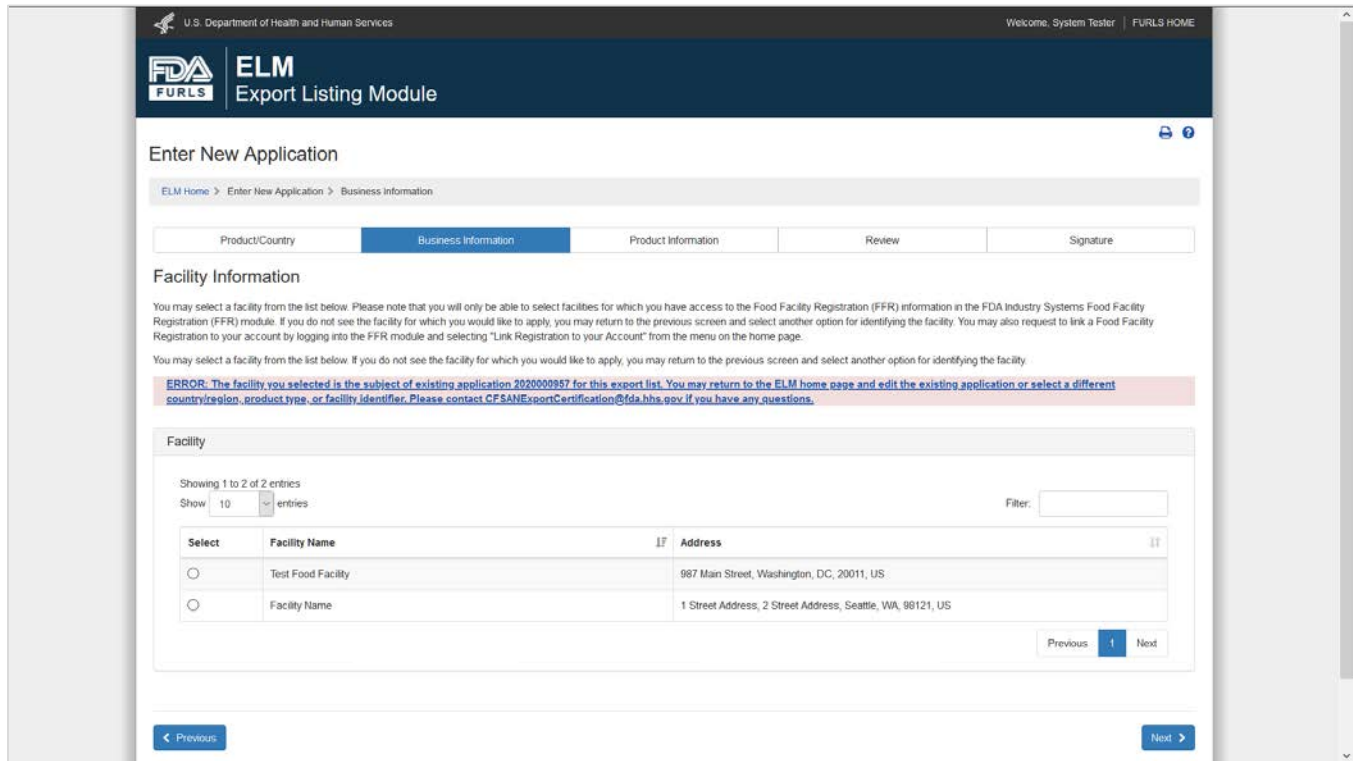 U.S. Department of Health and Human Services
Welcome, System Tester | FURLS HOME
FDA
FURLS
ELM
Export Listing Module
Enter New Application
ELM Home > Enter New Application > Business Information
Product/Country
Business Information
Product Information
Review
Signature
Facility Information
You may select a facility from the list below. Please note that you will only be able to select facilities for which you have access to the Food Facility Registration (FFR) information in the FDA Industry Systems Food Facility
Registration (FFR) module. If you do not see the facility for which you would like to apply, you may return to the previous screen and select another option for identifying the facility. You may also request to link a Food Facility
Registration to your account by logging into the FFR module and selecting "Link Registration to your Account" from the menu on the home page.
You may select a facility from the list below. If you do not see the facility for which you would like to apply, you may return to the previous screen and select another option for identifying the facility.
ERROR: The facility you selected is the subject of existing application 2020000957 for this export list. You may return to the ELM home page and edit the existing application or select a different
country/region, product type, or facility identifier. Please contact CFSANExportCertification@fda.hhs.gov if you have any questions.
Facility
Showing 1 to 2 of 2 entries
Show 10 entries
Filter:
Select Facility Name Address
Test Food Facility 987 Main Street, Washington, DC, 20011, US
Facility Name 1 Street Address, 2 Street Address, Seattle, WA, 98121, US
Previous 1 Next
Previous
Next